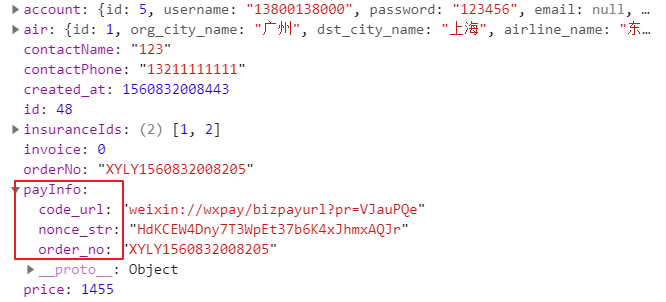 account: {id: 5, username: "13800138000", password: "123456", email: null, …
air: {id: 1, org_city_name: "广州", dst_city_name: "上海", airline_name: "东…
contactName: "123"
contactPhone: "13211111111"
created_at: 1560832008443
id: 48
insuranceIds: (2) [1, 2]
invoice: 0
orderNo: "XYLY1560832008205"
payInfo:
code_url: "weixin://wxpay/bizpayurl?pr=VJauPQe"
nonce_str: "HdKCEW4Dny7T3WpEt37b6K4xJhmxAQJr"
order_no: "XYLY1560832008205"
__proto__: Object
price: 1455